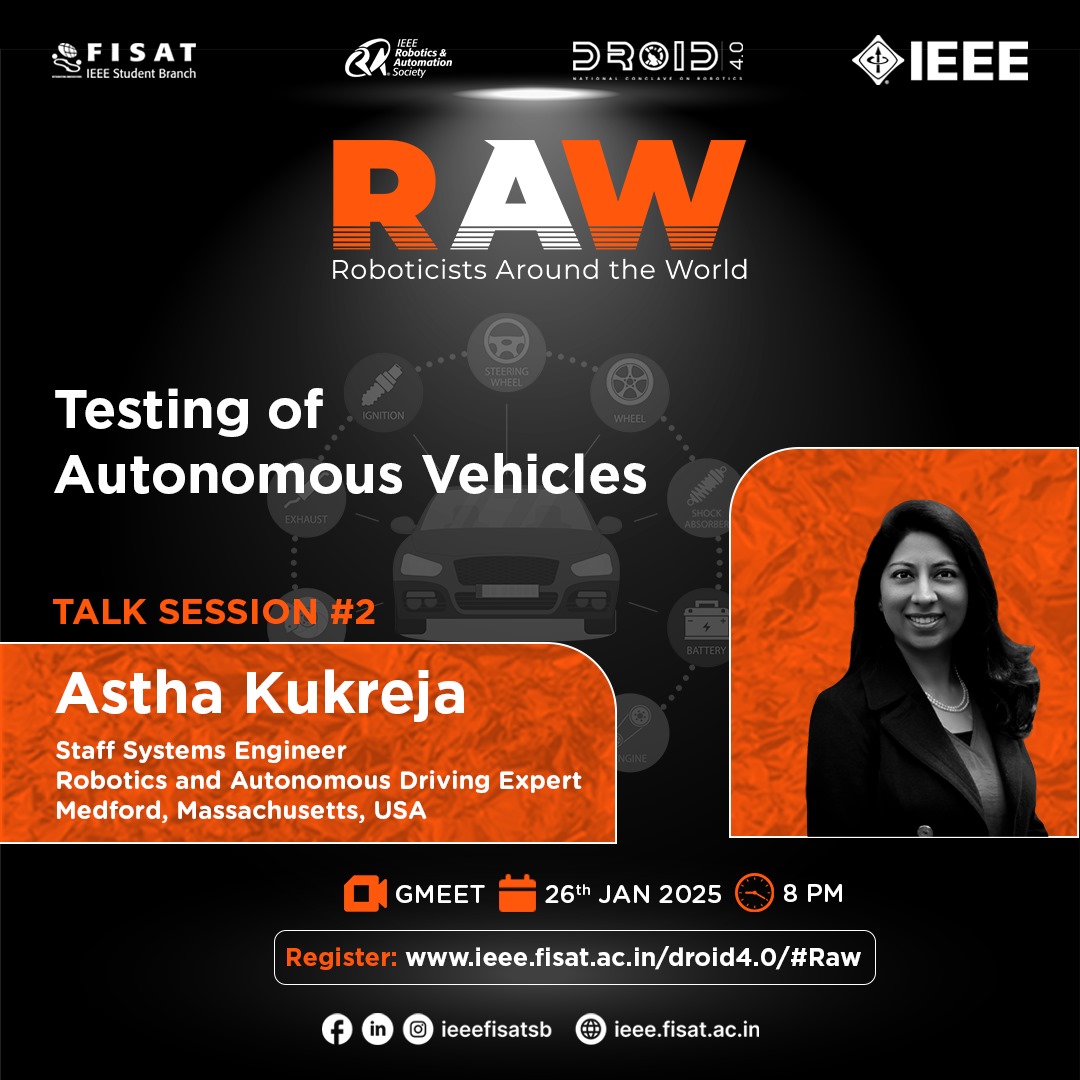 FISAT
IEEE Student Branch
IEEE
Robotics &
Automation
Society
DROID 4.0
NATIONAL CONCLAVE ON ROBOTICS
IEEE
RAW
Roboticists Around the World
STEERING
WHEEL
IGNITION
WHEEL
Testing of
Autonomous Vehicles
EXHAUST
SHOCK
ABSORBER
TALK SESSION #2
BATTERY
Astha Kukreja
Staff Systems Engineer
Robotics and Autonomous Driving Expert
Medford, Massachusetts, USA
GMEET 26th JAN 2025 8 PM
Register: www.ieee.fisat.ac.in/droid4.0/#Raw
ieeefisatsb ieee.fisat.ac.in